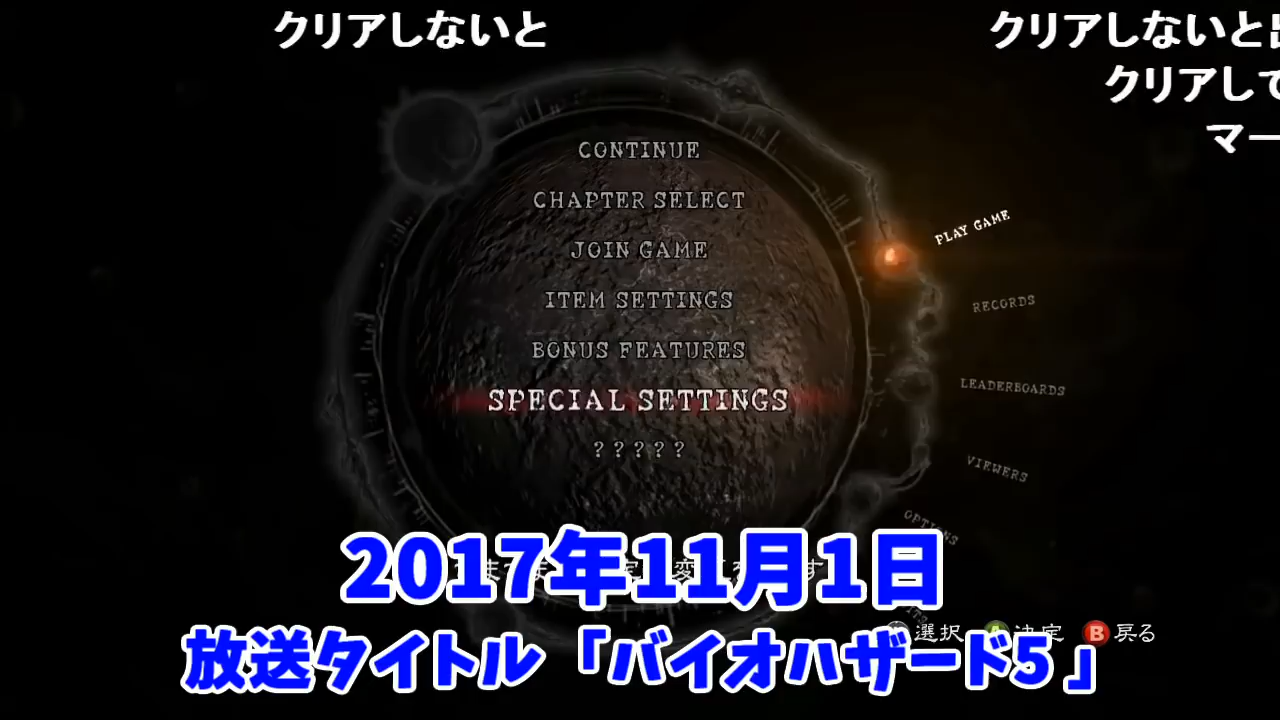 クリアしないと
クリアしないと出
クリアして
マー
CONTINUE
CHAPTER SELECT
JOIN GAME
ITEM SETTINGS
BONUS FEATURES
SPECIAL SETTINGS
?????
PLAY GAME
RECORDS
LEADERBOARDS
VIEWERS
OPTIONS
2017年11月1日
選択
A 決定
B 戻る
放送タイトル「バイオハザード5」